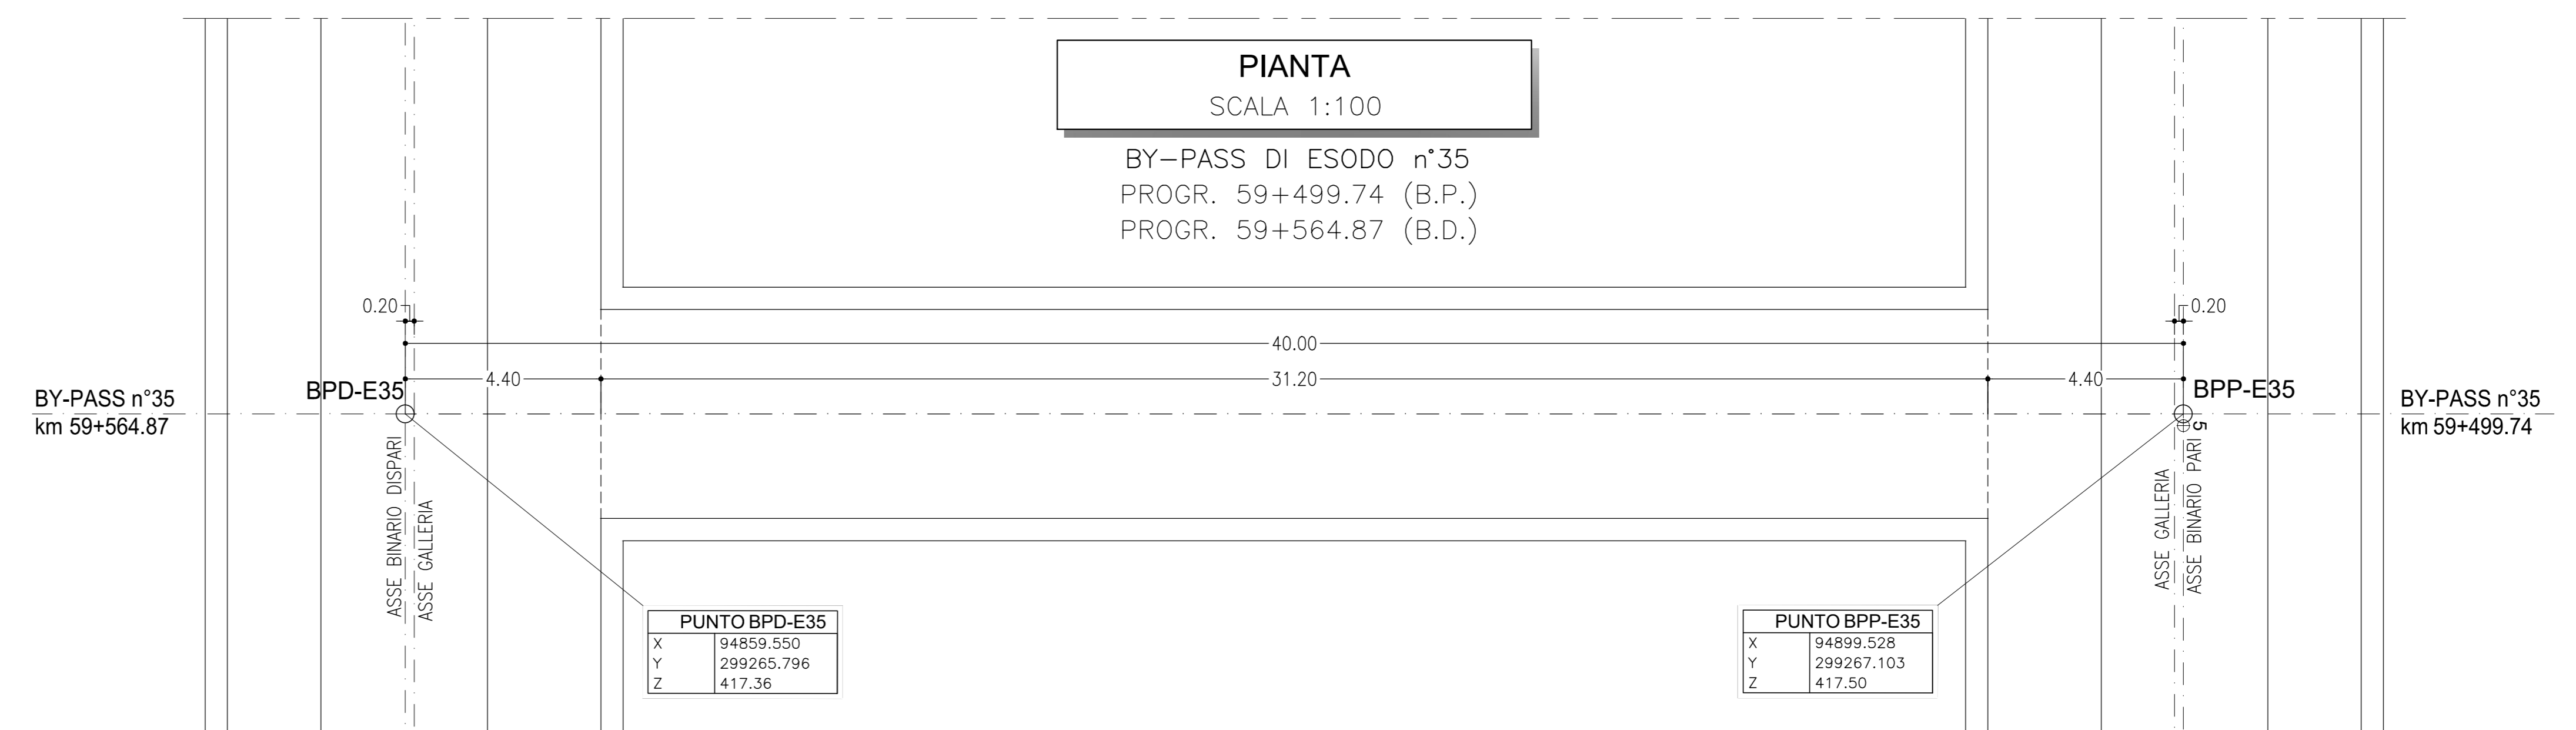 PIANTA
SCALA 1:100
BY-PASS DI ESODO n°35
PROGR. 59+499.74 (B.P.)
PROGR. 59+564.87 (B.D.)
0.20
0.20
40.00
4.40
31.20
4.40
BY-PASS n°35
km 59+564.87
BPD-E35
BPP-E35
BY-PASS n°35
km 59+499.74
5
ASSE BINARIO DISPARI
ASSE GALLERIA
ASSE GALLERIA
ASSE BINARIO PARI
PUNTO BPD-E35
X 94859.550
Y 299265.796
Z 417.36
PUNTO BPP-E35
X 94899.528
Y 299267.103
Z 417.50